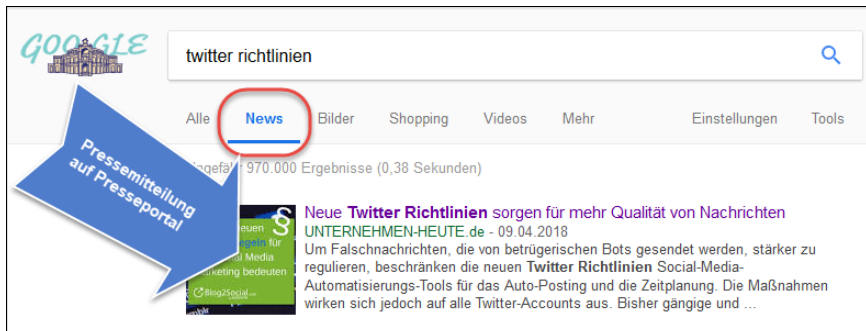 GOOGLE
twitter richtlinien
Alle News Bilder Shopping Videos Mehr Einstellungen Tools
970.000 Ergebnisse (0,38 Sekunden)
Pressemitteilung
auf Presseportal
Neue Twitter Richtlinien sorgen für mehr Qualität von Nachrichten
UNTERNEHMEN-HEUTE.de - 09.04.2018
Um Falschnachrichten, die von betrügerischen Bots gesendet werden, stärker zu
regulieren, beschränken die neuen Twitter Richtlinien Social-Media-
Automatisierungs-Tools für das Auto-Posting und die Zeitplanung. Die Maßnahmen
wirken sich jedoch auf alle Twitter-Accounts aus. Bisher gängige und ...
§
euen
egeln für
Media
keting bedeuten
Blog2Social